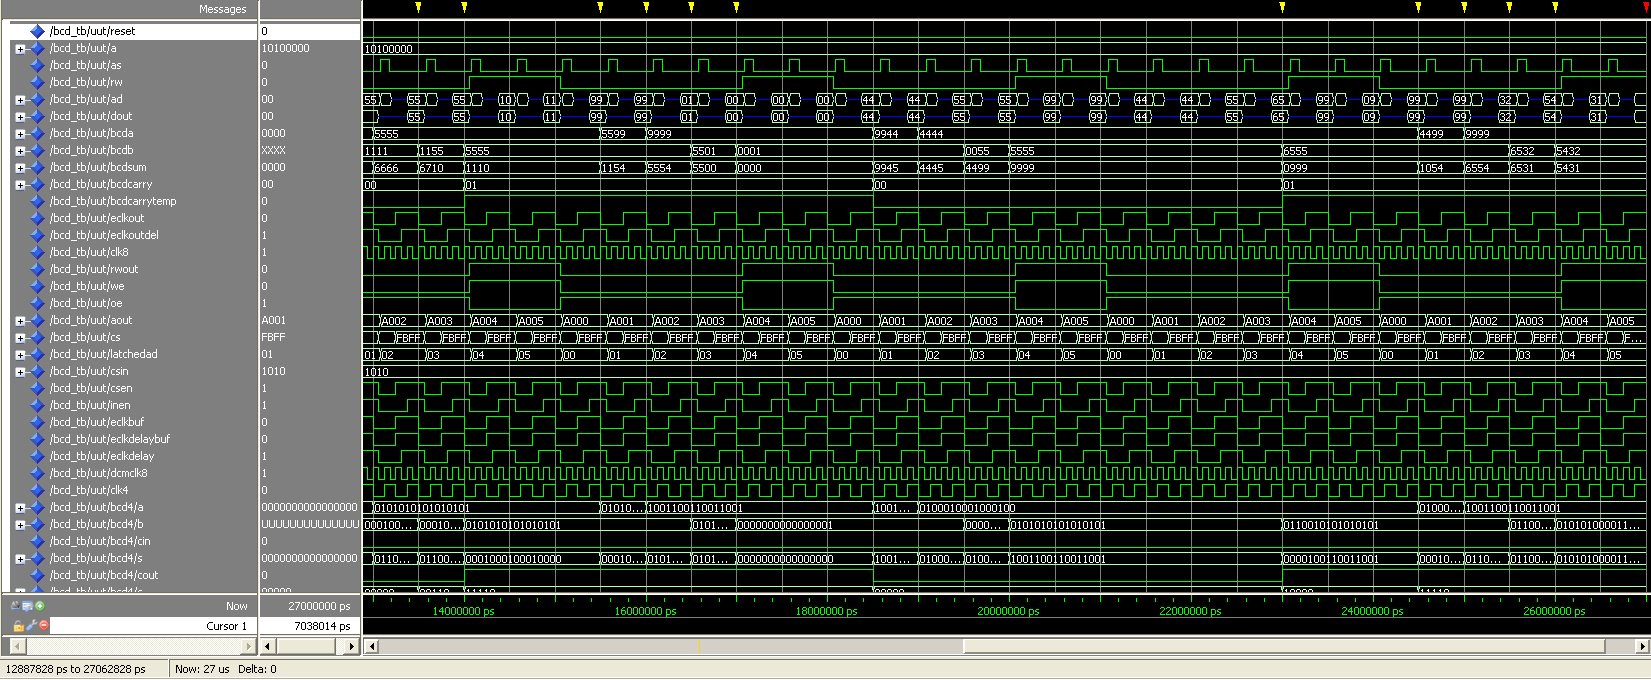 Messages
/bcd_tb/uut/reset 0
/bcd_tb/uut/a 10100000 10100000
/bcd_tb/uut/as 0
/bcd_tb/uut/rw 0
/bcd_tb/uut/ad 00 55 55 55 10 11 99 99 01 00 00 00 44 44 55 55 99 99 44 44 55 65 99 09 99 99 32 54 31
/bcd_tb/uut/dout 00 55 55 10 11 99 99 01 00 00 00 44 44 55 55 99 99 44 44 55 65 99 09 99 99 32 54 31
/bcd_tb/uut/bcda 0000 5555 5599 9999 9944 4444 4499 9999
/bcd_tb/uut/bcdb XXXX 1111 1155 5555 5501 0001 0055 5555 6555 6532 5432
/bcd_tb/uut/bcdsum 0000 6666 6710 1110 1154 5554 5500 0000 9945 4445 4499 9999 0999 1054 6554 6531 5431
/bcd_tb/uut/bcdcarry 00 00 01 00 01
/bcd_tb/uut/bcdcarrytemp 0
/bcd_tb/uut/eclkout 0
/bcd_tb/uut/eclkoutdel 1
/bcd_tb/uut/clk8 1
/bcd_tb/uut/rwout 0
/bcd_tb/uut/we 0
/bcd_tb/uut/oe 1
/bcd_tb/uut/aout A001 A002 A003 A004 A005 A000 A001 A002 A003 A004 A005 A000 A001 A002 A003 A004 A005 A000 A001 A002 A003 A004 A005 A000 A001 A002 A003 A004 A005
/bcd_tb/uut/cs FBFF FBFF FBFF FBFF FBFF FBFF FBFF FBFF FBFF FBFF FBFF FBFF FBFF FBFF FBFF FBFF FBFF FBFF FBFF FBFF FBFF FBFF FBFF FBFF FBFF FBFF FBFF FBFF F...
/bcd_tb/uut/latchedad 01 01 02 03 04 05 00 01 02 03 04 05 00 01 02 03 04 05 00 01 02 03 04 05 00 01 02 03 04 05
/bcd_tb/uut/csin 1010 1010
/bcd_tb/uut/csen 1
/bcd_tb/uut/inen 1
/bcd_tb/uut/eclkbuf 0
/bcd_tb/uut/eclkdelaybuf 0
/bcd_tb/uut/eclkdelay 1
/bcd_tb/uut/dcmclk8 1
/bcd_tb/uut/clk4 0
/bcd_tb/uut/bcd4/a 0000000000000000 0101010101010101 01010... 1001100110011001 1001... 0100010001000100 01000... 1001100110011001
/bcd_tb/uut/bcd4/b UUUUUUUUUUUUUUUU 000100... 00010... 0101010101010101 0101... 0000000000000001 0000... 0101010101010101 0110010101010101 01100... 010101000011...
/bcd_tb/uut/bcd4/cin 0
/bcd_tb/uut/bcd4/s 0000000000000000 0110... 01100... 0001000100010000 00010... 0101... 0101... 0000000000000000 1001... 01000... 0100... 1001100110011001 0000100110011001 00010... 0110... 01100... 010101000011...
/bcd_tb/uut/bcd4/cout 0
Now 27000000 ps 14000000 ps 16000000 ps 18000000 ps 20000000 ps 22000000 ps 24000000 ps 26000000 ps
Cursor 1 7038014 ps
12887828 ps to 27062828 ps Now: 27 us Delta: 0